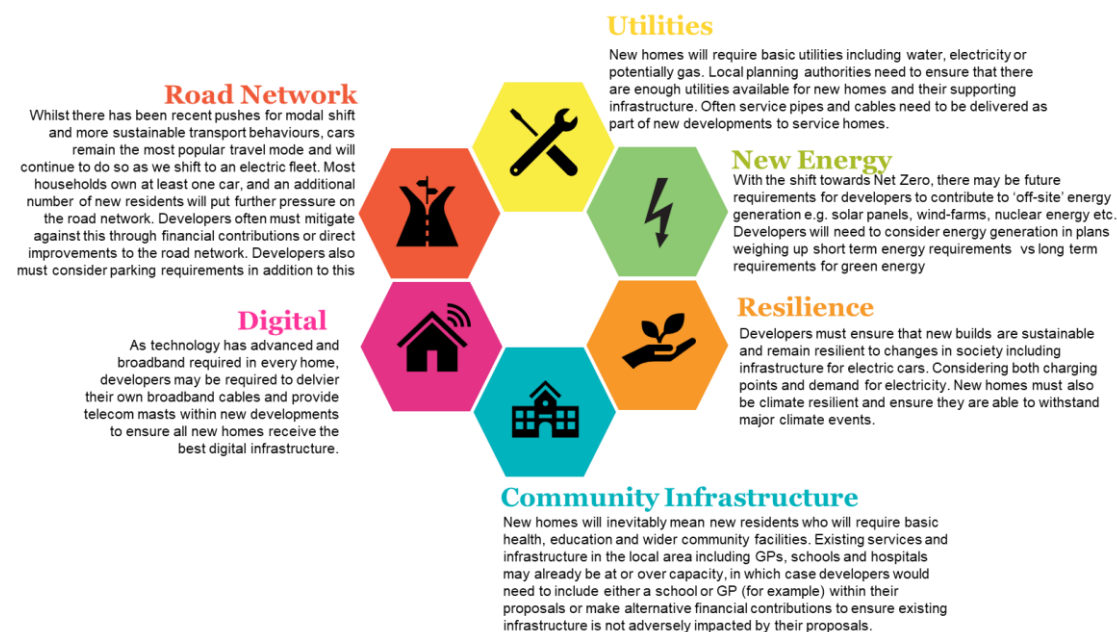 Utilities
New homes will require basic utilities including water, electricity or
potentially gas. Local planning authorities need to ensure that there
are enough utilities available for new homes and their supporting
infrastructure. Often service pipes and cables need to be delivered as
part of new developments to service homes.
Road Network
Whilst there has been recent pushes for modal shift
and more sustainable transport behaviours, cars
remain the most popular travel mode and will
continue to do so as we shift to an electric fleet. Most
households own at least one car, and an additional
number of new residents will put further pressure on
the road network. Developers often must mitigate
against this through financial contributions or direct
improvements to the road network. Developers also
must consider parking requirements in addition to this
New Energy
With the shift towards Net Zero, there may be future
requirements for developers to contribute to ‘off-site’ energy
generation e.g. solar panels, wind-farms, nuclear energy etc.
Developers will need to consider energy generation in plans
weighing up short term energy requirements vs long term
requirements for green energy
Digital
As technology has advanced and
broadband required in every home,
developers may be required to delvier
their own broadband cables and provide
telecom masts within new developments
to ensure all new homes receive the
best digital infrastructure.
Resilience
Developers must ensure that new builds are sustainable
and remain resilient to changes in society including
infrastructure for electric cars. Considering both charging
points and demand for electricity. New homes must also
be climate resilient and ensure they are able to withstand
major climate events.
Community Infrastructure
New homes will inevitably mean new residents who will require basic
health, education and wider community facilities. Existing services and
infrastructure in the local area including GPs, schools and hospitals
may already be at or over capacity, in which case developers would
need to include either a school or GP (for example) within their
proposals or make alternative financial contributions to ensure existing
infrastructure is not adversely impacted by their proposals.